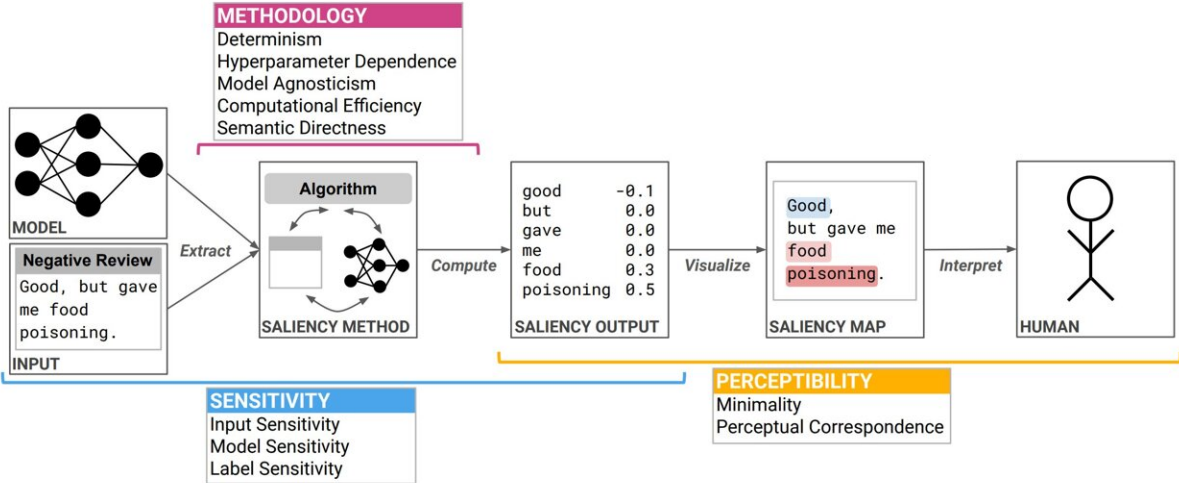 METHODOLOGY
Determinism
Hyperparameter Dependence
Model Agnosticism
Computational Efficiency
Semantic Directness
MODEL
Negative Review
Good, but gave
me food
poisoning.
INPUT
Extract
Algorithm
SALIENCY METHOD
Compute
good -0.1
but 0.0
gave 0.0
me 0.0
food 0.3
poisoning 0.5
SALIENCY OUTPUT
Visualize
Good,
but gave me
food
poisoning.
SALIENCY MAP
Interpret
HUMAN
SENSITIVITY
Input Sensitivity
Model Sensitivity
Label Sensitivity
PERCEPTIBILITY
Minimality
Perceptual Correspondence